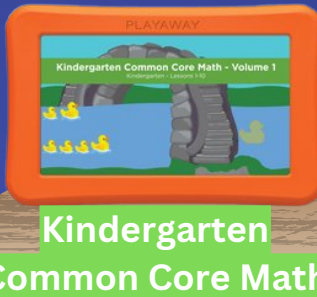 PLAYAWAY
Kindergarten Common Core Math - Volume 1
Kindergarten - Lessons 1-10
Kindergarten
Common Core Math